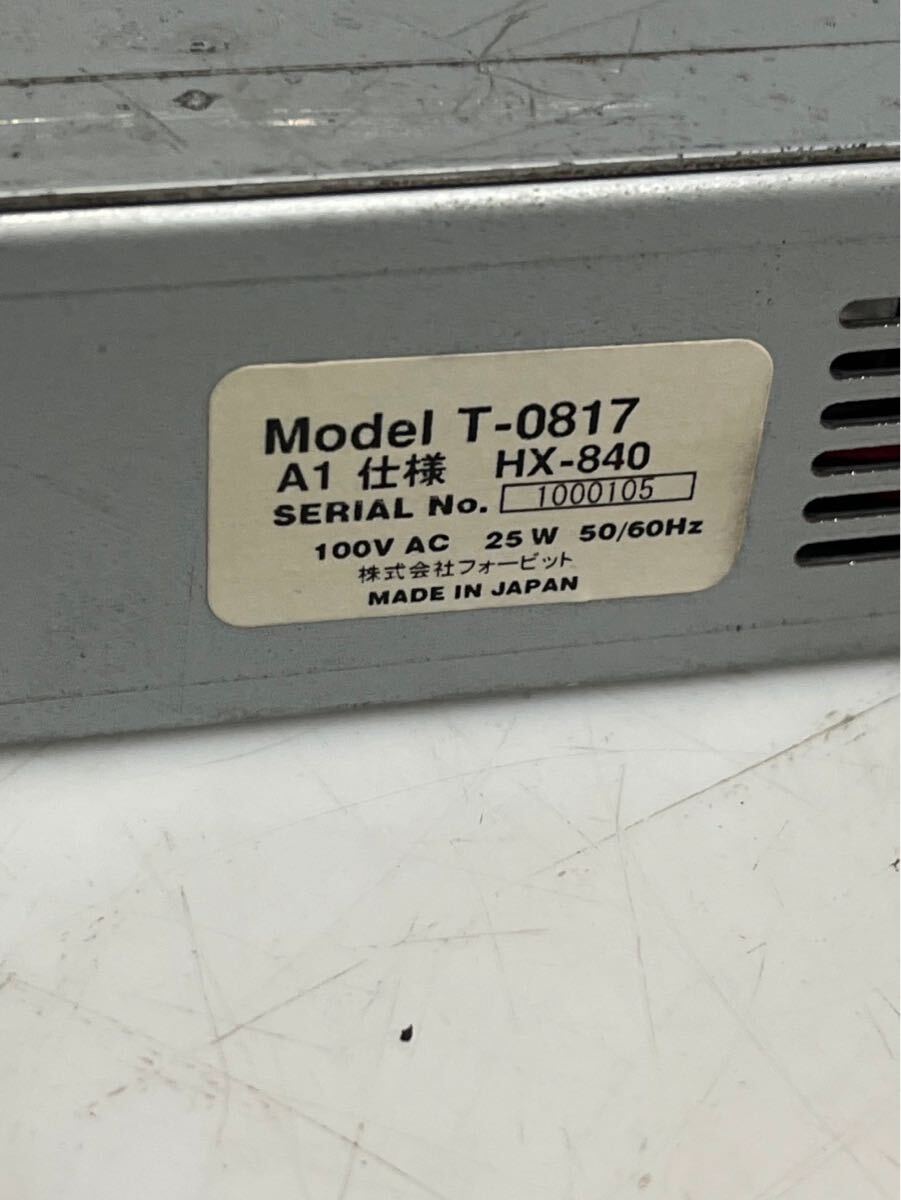 Model T-0817
A1 仕様 HX-840
SERIAL No. 1000105
100V AC 25W 50/60Hz
株式会社フォービット
MADE IN JAPAN